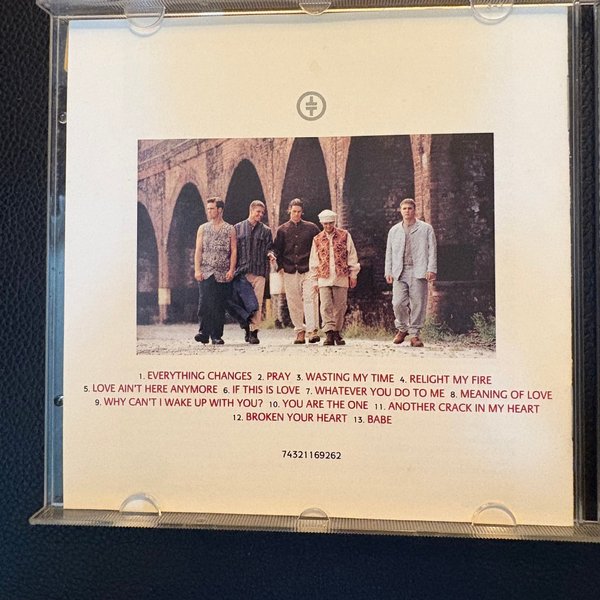 1. EVERYTHING CHANGES 2. PRAY 3. WASTING MY TIME 4. RELIGHT MY FIRE
5. LOVE AIN'T HERE ANYMORE 6. IF THIS IS LOVE 7. WHATEVER YOU DO TO ME 8. MEANING OF LOVE
9. WHY CAN'T I WAKE UP WITH YOU? 10. YOU ARE THE ONE 11. ANOTHER CRACK IN MY HEART
12. BROKEN YOUR HEART 13. BABE
74321169262